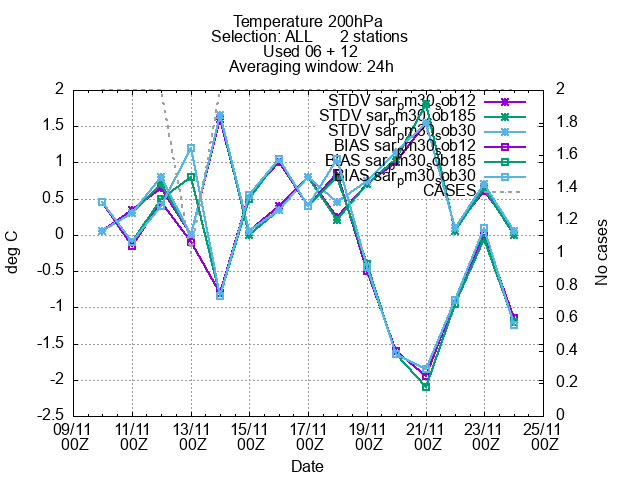 Temperature 200hPa
Selection: ALL 2 stations
Used 06 + 12
Averaging window: 24h
STDV sar_pm30_sob12
STDV sar_pm30_sob185
STDV sar_pm30_sob30
BIAS sar_pm30_sob12
BIAS sar_pm30_sob185
BIAS sar_pm30_sob30
CASES
deg C
2
1.5
1
0.5
0
-0.5
-1
-1.5
-2
-2.5
No cases
2
1.8
1.6
1.4
1.2
1
0.8
0.6
0.4
0.2
0
09/11 11/11 13/11 15/11 17/11 19/11 21/11 23/11 25/11
00Z 00Z 00Z 00Z 00Z 00Z 00Z 00Z 00Z
Date